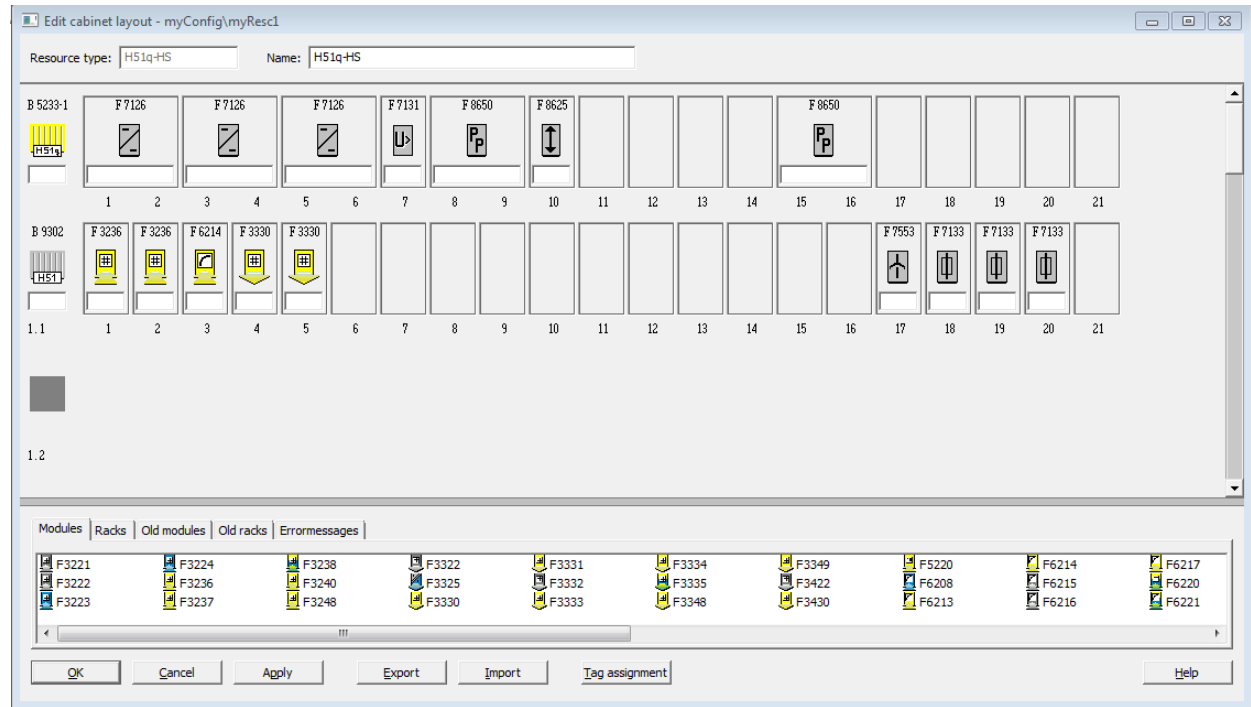 Edit cabinet layout - myConfig\myResc1
Resource type: H51q-HS Name: H51q-HS
B 5233-1 F 7126 F 7126 F 7126 F 7131 F 8650 F 8625 F 8650
H51q U> PP PP
1 2 3 4 5 6 7 8 9 10 11 12 13 14 15 16 17 18 19 20 21
B 9302 F 3236 F 3236 F 6214 F 3330 F 3330 F 7553 F 7133 F 7133 F 7133
H51 # # # #
1.1 1 2 3 4 5 6 7 8 9 10 11 12 13 14 15 16 17 18 19 20 21
1.2
Modules Racks Old modules Old racks Errormessages
F3221 F3224 F3238 F3322 F3331 F3334 F3349 F5220 F6214 F6217
F3222 F3236 F3240 F3325 F3332 F3335 F3422 F6208 F6215 F6220
F3223 F3237 F3248 F3330 F3333 F3348 F3430 F6213 F6216 F6221
OK Cancel Apply Export Import Tag assignment Help